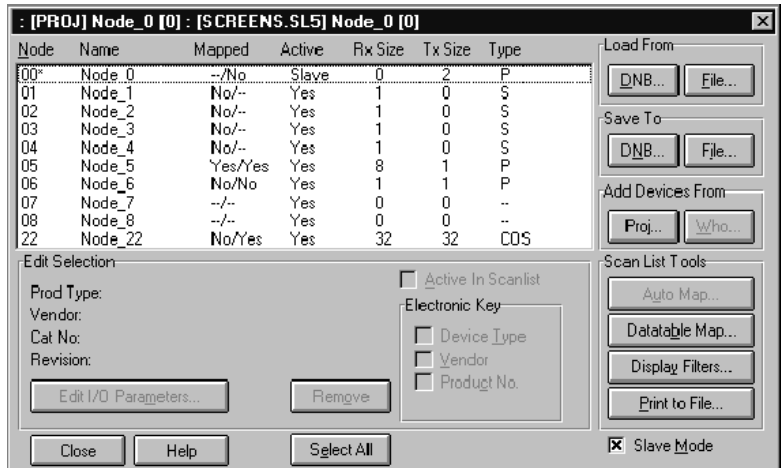 : [PROJ] Node_0 [0] : [SCREENS.SL5] Node_0 [0]
Node Name Mapped Active Rx Size Tx Size Type
00* Node_0 --/No Slave 0 2 P
01 Node_1 No/-- Yes 1 0 S
02 Node_2 No/-- Yes 1 0 S
03 Node_3 No/-- Yes 1 0 S
04 Node_4 No/-- Yes 1 0 S
05 Node_5 Yes/Yes Yes 8 1 P
06 Node_6 No/No Yes 1 1 P
07 Node_7 --/-- Yes 0 0 --
08 Node_8 --/-- Yes 0 0 --
22 Node_22 No/Yes Yes 32 32 COS
Load From
DNB... File...
Save To
DNB... File...
Add Devices From
Proj... Who...
Scan List Tools
Auto Map...
Datatable Map...
Display Filters...
Print to File...
Slave Mode
Edit Selection
Prod Type:
Vendor:
Cat No:
Revision:
Active In Scanlist
Electronic Key
Device Type
Vendor
Product No.
Edit I/O Parameters... Remove
Close Help Select All